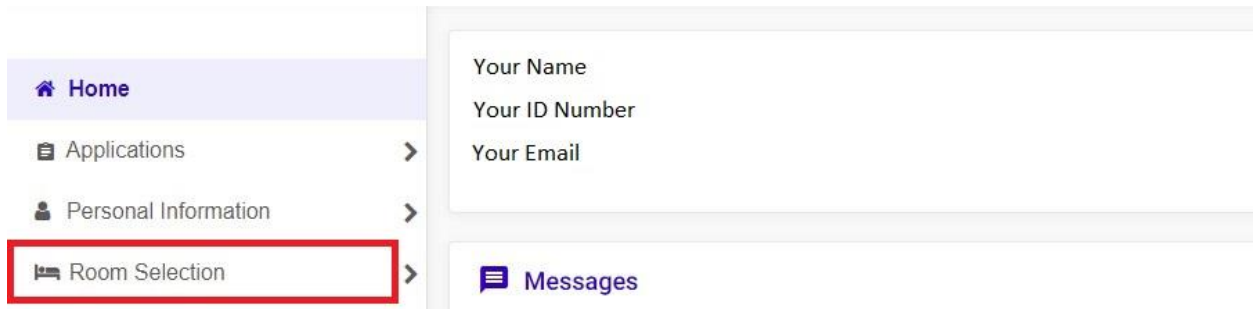 Home
Applications
Personal Information
Room Selection
Your Name
Your ID Number
Your Email
Messages